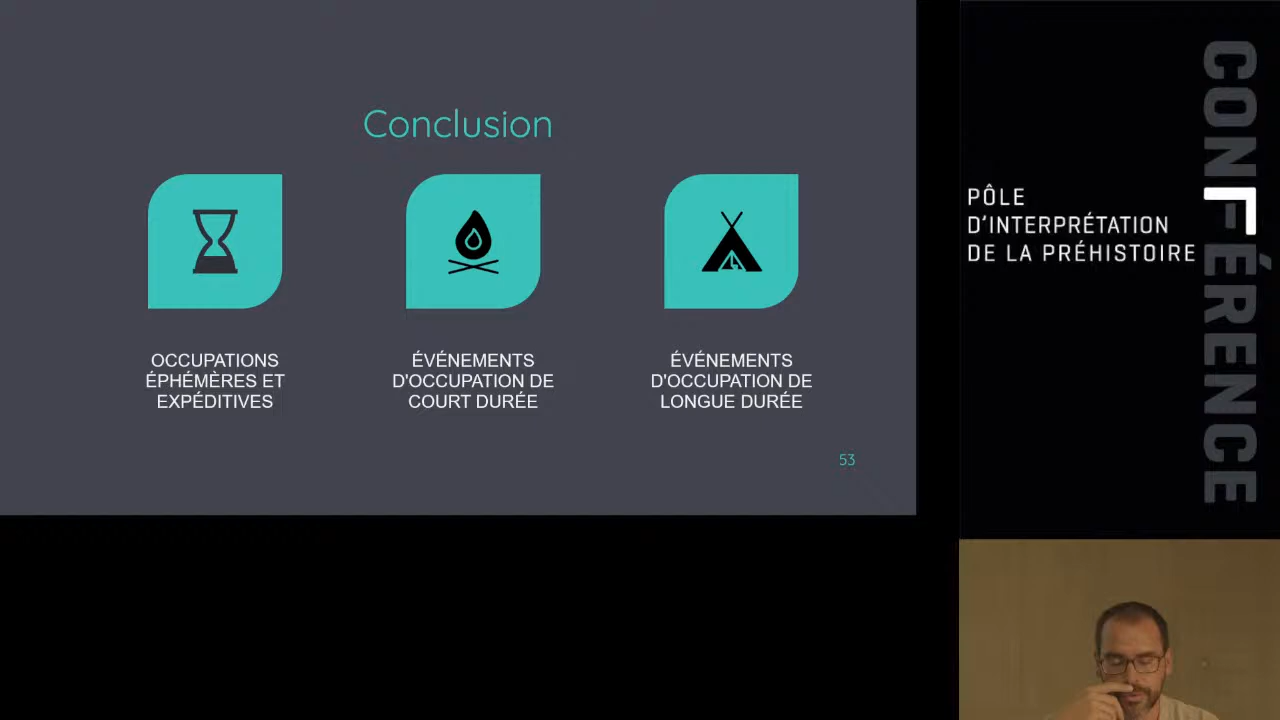 Conclusion
OCCUPATIONS
ÉPHÉMÈRES ET
EXPÉDITIVES
ÉVÉNEMENTS
D'OCCUPATION DE
COURT DURÉE
ÉVÉNEMENTS
D'OCCUPATION DE
LONGUE DURÉE
53
PÔLE
D'INTERPRÉTATION
DE LA PRÉHISTOIRE
CONFÉRENCE